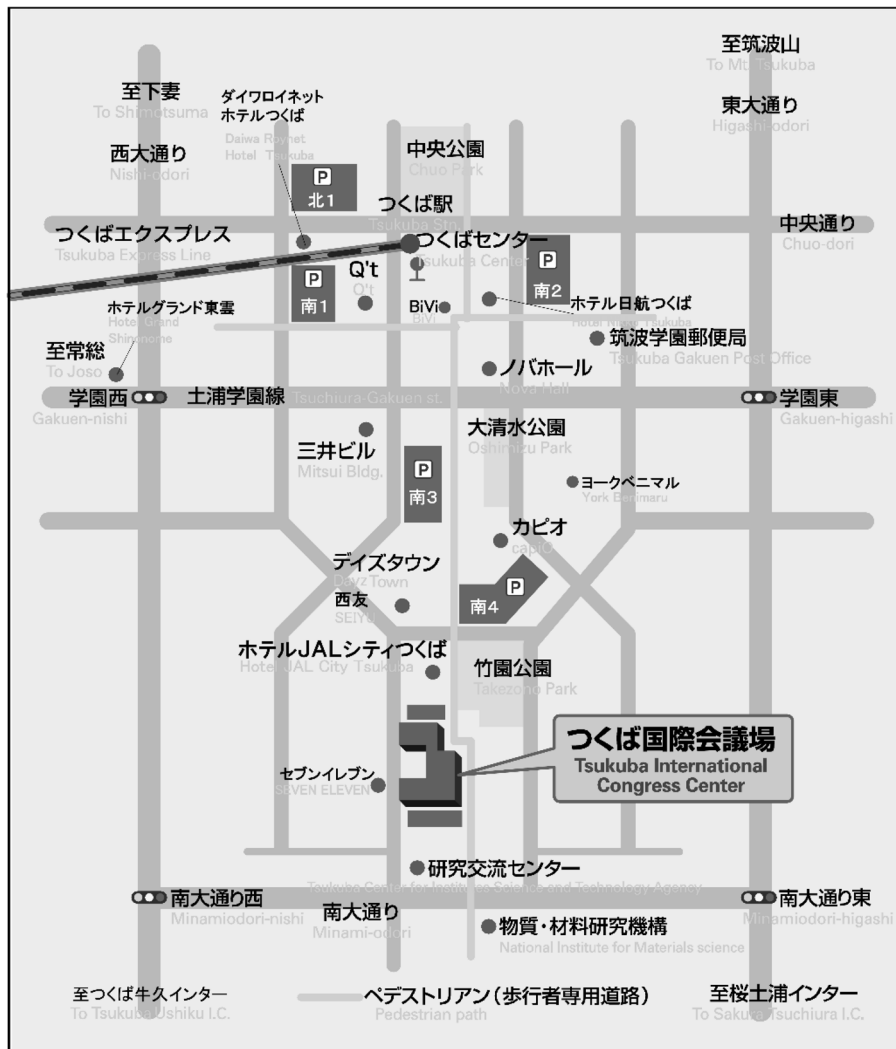 至筑波山
To Mt. Tsukuba
至下妻
To Shimotsuma
ダイワロイネット
ホテルつくば
Daiwa Roynet
Hotel Tsukuba
東大通り
Higashi-odori
西大通り
Nishi-odori
中央公園
Chuo Park
P
北1
つくば駅
Tsukuba Stn.
中央通り
Chuo-dori
つくばエクスプレス
Tsukuba Express Line
つくばセンター
Tsukuba Center
P
南1
Q't
Q't
P
南2
ホテルグランド東雲
Hotel Grand
Shinonome
BiVi
BiVi
ホテル日航つくば
Hotel Nikko Tsukuba
筑波学園郵便局
Tsukuba Gakuen Post Office
至常総
To Joso
ノバホール
Nova Hall
学園西
Gakuen-nishi
土浦学園線
Tsuchiura-Gakuen st.
学園東
Gakuen-higashi
三井ビル
Mitsui Bldg.
大清水公園
Oshimizu Park
P
南3
ヨークベニマル
York Benimaru
カピオ
capiO
デイズタウン
Dayz Town
西友
SEIYU
P
南4
ホテルJALシティつくば
Hotel JAL City Tsukuba
竹園公園
Takezono Park
つくば国際会議場
Tsukuba International
Congress Center
セブンイレブン
SEVEN ELEVEN
研究交流センター
Tsukuba Center for Institutes Science and Technology Agency
南大通り西
Minamiodori-nishi
南大通り
Minami-odori
南大通り東
Minamiodori-higashi
物質・材料研究機構
National Institute for Materials science
至つくば牛久インター
To Tsukuba Ushiku I.C.
ペデストリアン（歩行者専用道路）
Pedestrian path
至桜土浦インター
To Sakura Tsuchiura I.C.